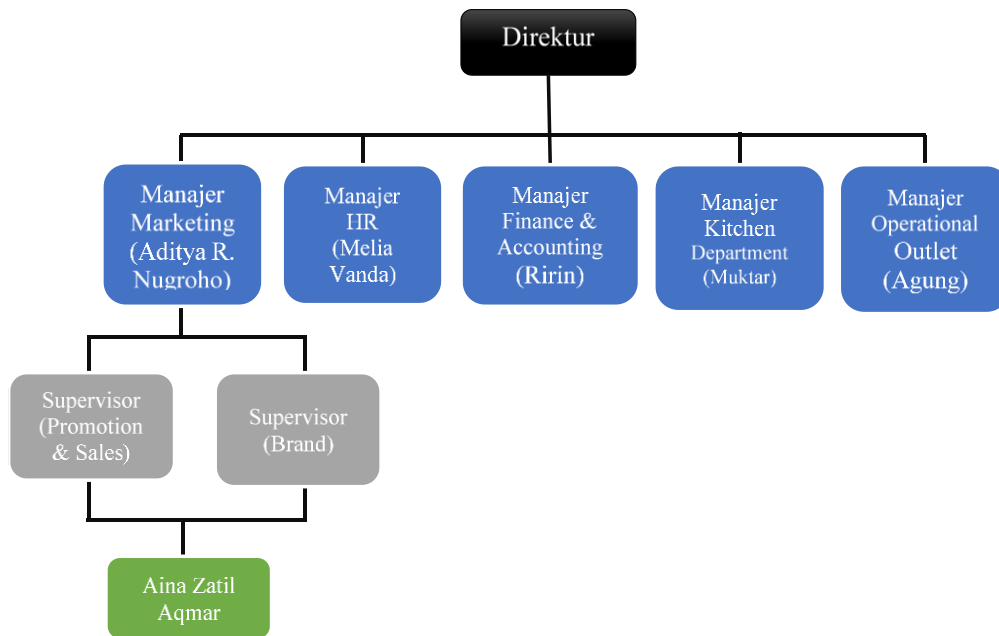 Direktur
Manajer
Marketing
(Aditya R.
Nugroho)
Manajer
HR
(Melia
Vanda)
Manajer
Finance &
Accounting
(Ririn)
Manajer
Kitchen
Department
(Muktar)
Manajer
Operational
Outlet
(Agung)
Supervisor
(Promotion
& Sales)
Supervisor
(Brand)
Aina Zatil
Aqmar